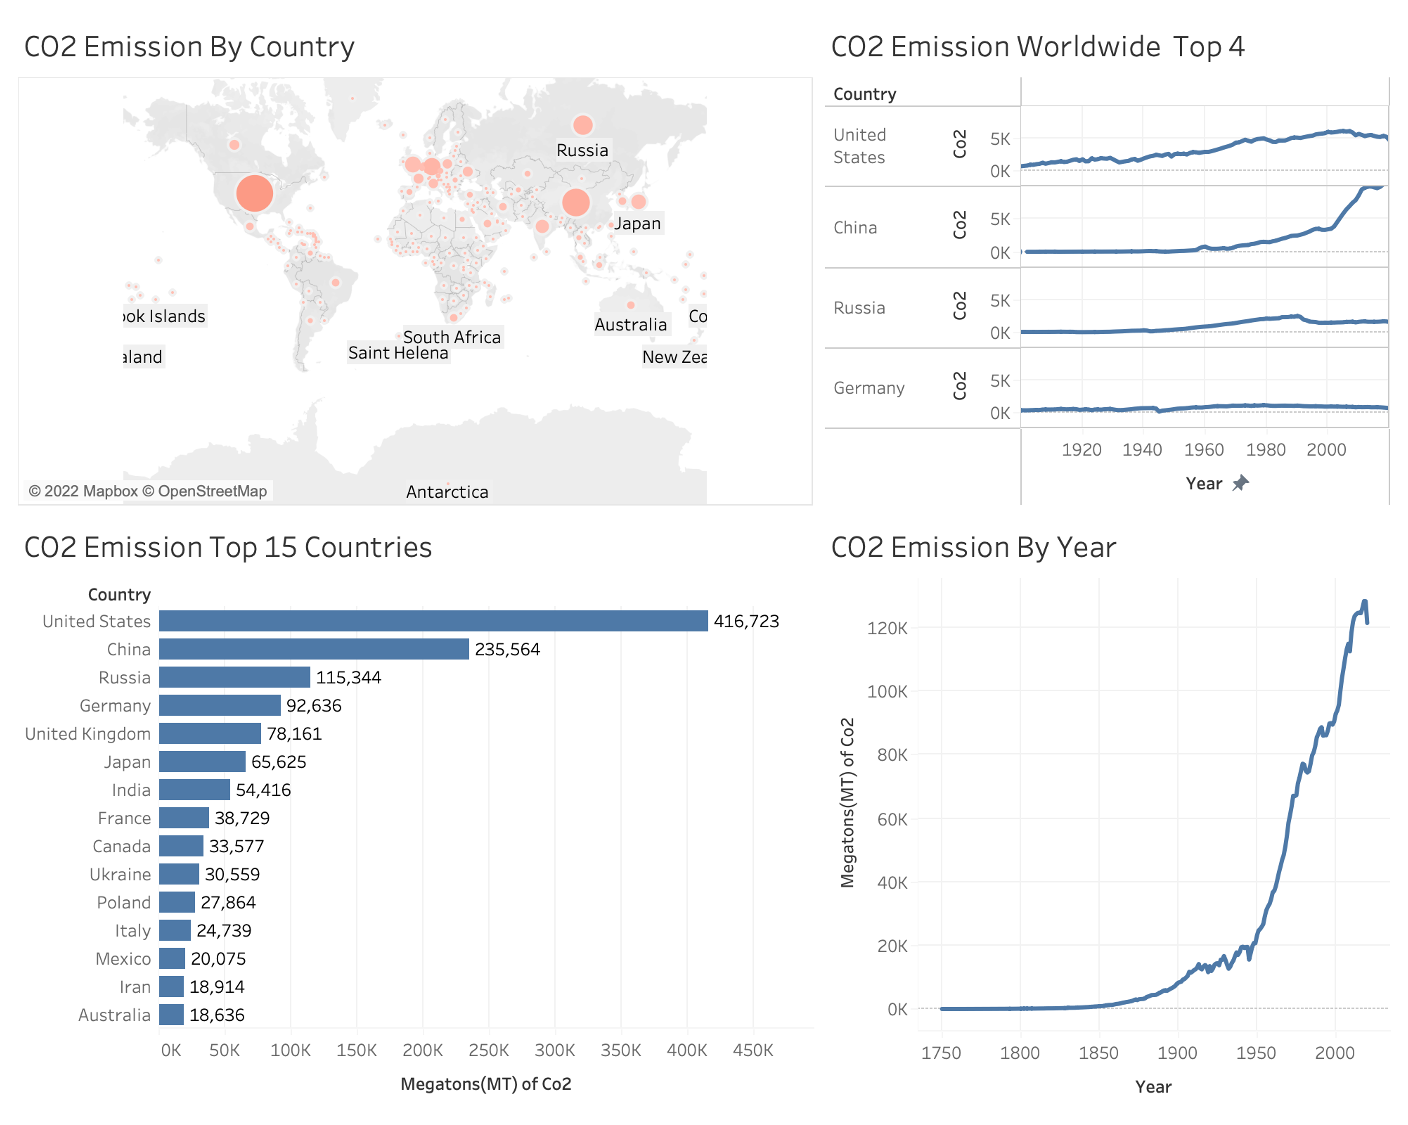 CO2 Emission By Country
Russia
Japan
ook Islands
Australia
Co
South Africa
aland
Saint Helena
New Zea
Antarctica
© 2022 Mapbox © OpenStreetMap
CO2 Emission Worldwide  Top 4
Country
United
States
Co2
5K
0K
China
Co2
5K
0K
Russia
Co2
5K
0K
Germany
Co2
5K
0K
1920 1940 1960 1980 2000
Year
CO2 Emission Top 15 Countries
Country
United States 416,723
China 235,564
Russia 115,344
Germany 92,636
United Kingdom 78,161
Japan 65,625
India 54,416
France 38,729
Canada 33,577
Ukraine 30,559
Poland 27,864
Italy 24,739
Mexico 20,075
Iran 18,914
Australia 18,636
0K 50K 100K 150K 200K 250K 300K 350K 400K 450K
Megatons(MT) of Co2
CO2 Emission By Year
Megatons(MT) of Co2
120K
100K
80K
60K
40K
20K
0K
1750 1800 1850 1900 1950 2000
Year